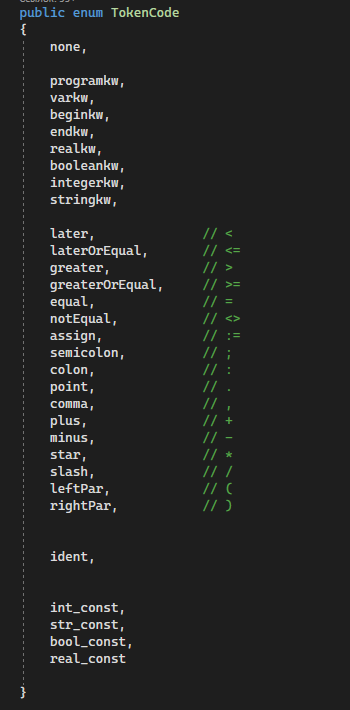 public enum TokenCode
{
none,
programkw,
varkw,
beginkw,
endkw,
realkw,
booleankw,
integerkw,
stringkw,
later, // <
laterOrEqual, // <=
greater, // >
greaterOrEqual, // >=
equal, // =
notEqual, // <>
assign, // :=
semicolon, // ;
colon, // :
point, // .
comma, // ,
plus, // +
minus, // -
star, // *
slash, // /
leftPar, // (
rightPar, // )
ident,
int_const,
str_const,
bool_const,
real_const
}